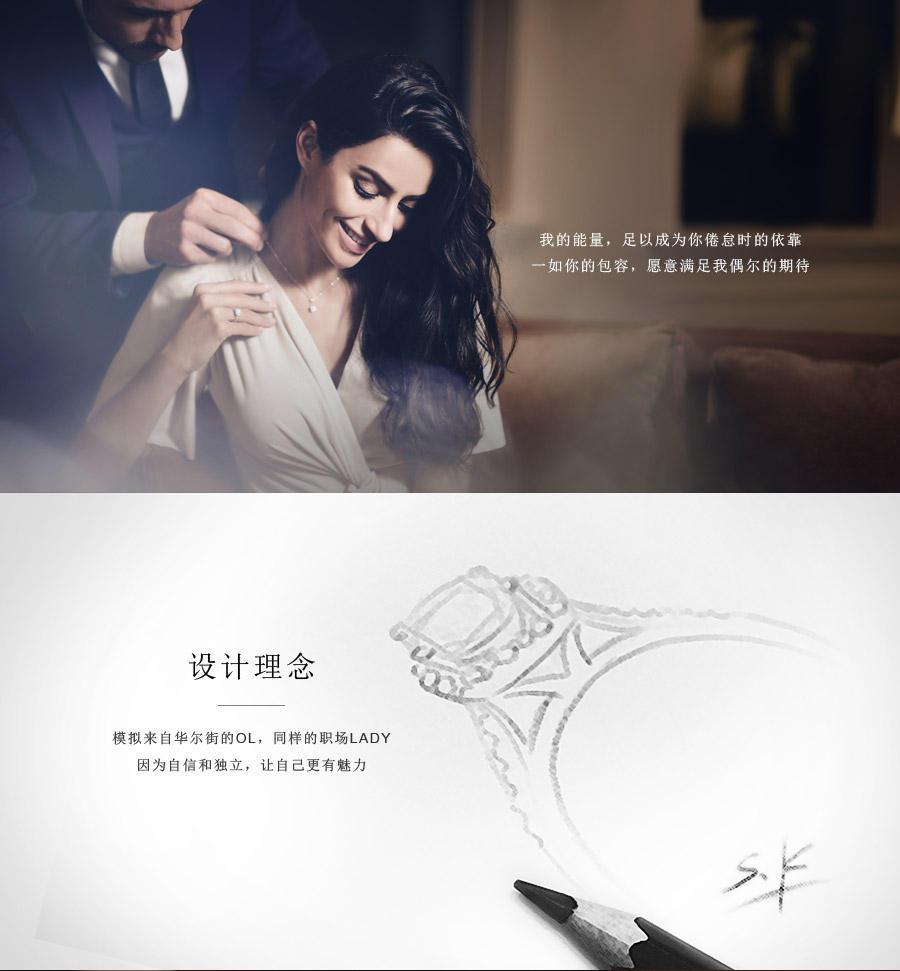 我的能量，足以成为你倦怠时的依靠
一如你的包容，愿意满足我偶尔的期待
设计理念
模拟来自华尔街的OL，同样的职场LADY
因为自信和独立，让自己更有魅力
S.K